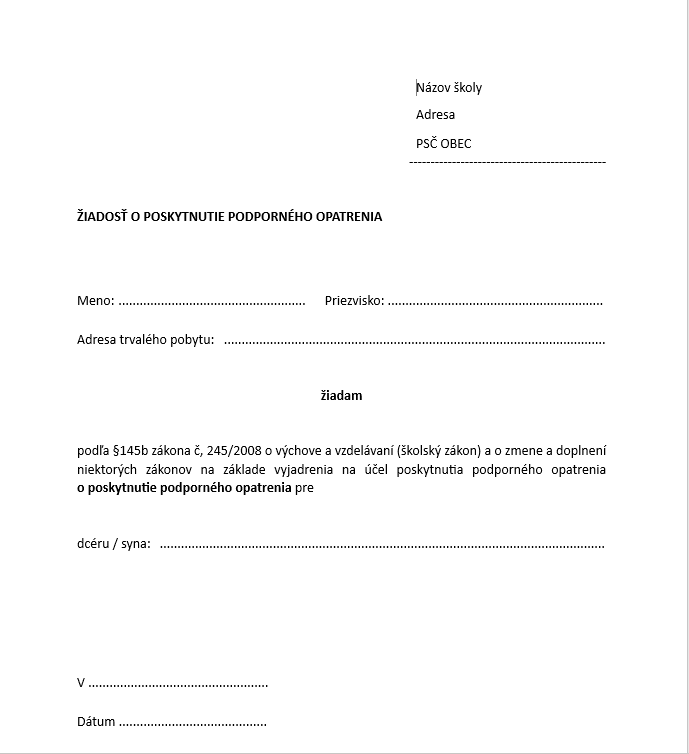 Názov školy
Adresa
PSČ OBEC
-----------------------------------------------
ŽIADOSŤ O POSKYTNUTIE PODPORNÉHO OPATRENIA
Meno: ..................................................... Priezvisko: .............................................................
Adresa trvalého pobytu: ............................................................................................................
žiadam
podľa §145b zákona č, 245/2008 o výchove a vzdelávaní (školský zákon) a o zmene a doplnení
niektorých zákonov na základe vyjadrenia na účel poskytnutia podporného opatrenia
o poskytnutie podporného opatrenia pre
dcéru / syna: ..............................................................................................................................
V ...................................................
Dátum ..........................................